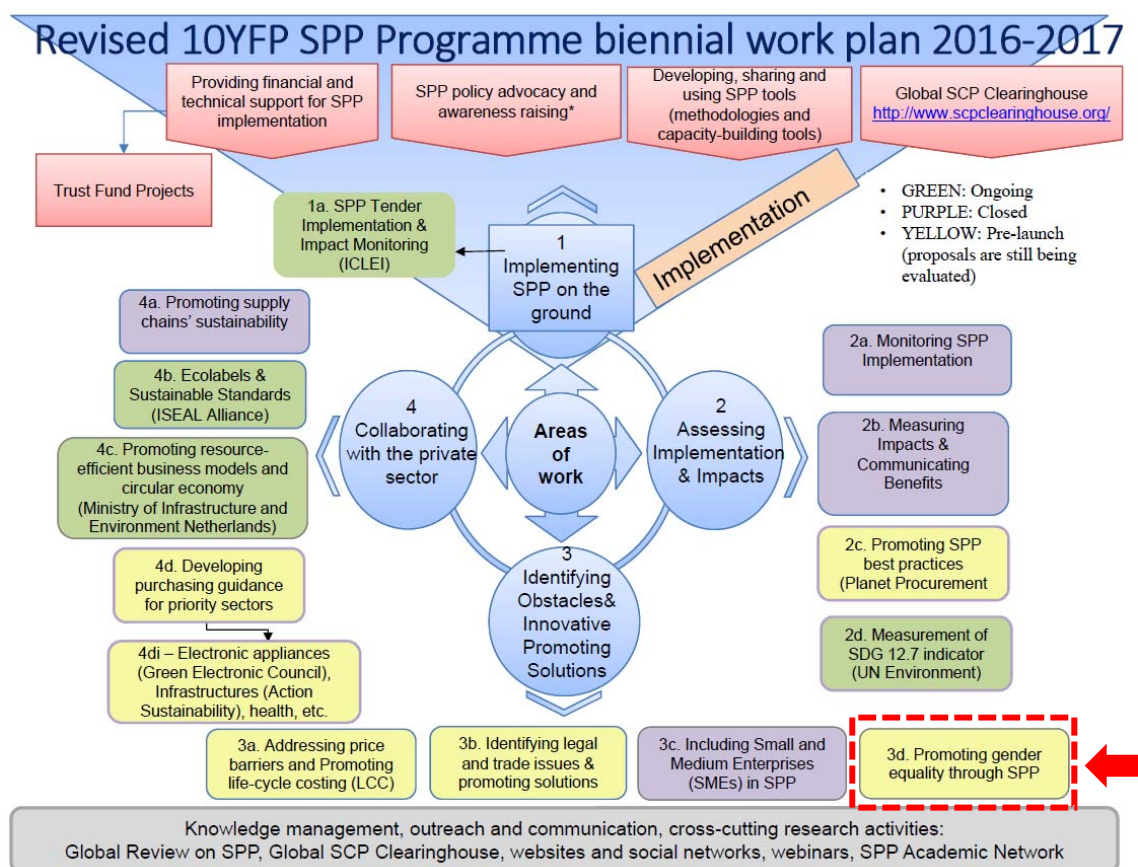 Revised 10YFP SPP Programme biennial work plan 2016-2017
Providing financial and
technical support for SPP
implementation
SPP policy advocacy and
awareness raising*
Developing, sharing and
using SPP tools
(methodologies and
capacity-building tools)
Global SCP Clearinghouse
http://www.scpclearinghouse.org/
Trust Fund Projects
• GREEN: Ongoing
• PURPLE: Closed
• YELLOW: Pre-launch
(proposals are still being
evaluated)
Implementation
1a. SPP Tender
Implementation &
Impact Monitoring
(ICLEI)
1
Implementing
SPP on the
ground
4a. Promoting supply
chains' sustainability
4b. Ecolabels &
Sustainable Standards
(ISEAL Alliance)
4c. Promoting resource-
efficient business models and
circular economy
(Ministry of Infrastructure and
Environment Netherlands)
4d. Developing
purchasing guidance
for priority sectors
4di – Electronic appliances
(Green Electronic Council),
Infrastructures (Action
Sustainability), health, etc.
4
Collaborating
with the private
sector
Areas
of
work
2
Assessing
Implementation
& Impacts
3
Identifying
Obstacles&
Innovative
Promoting
Solutions
2a. Monitoring SPP
Implementation
2b. Measuring
Impacts &
Communicating
Benefits
2c. Promoting SPP
best practices
(Planet Procurement
2d. Measurement of
SDG 12.7 indicator
(UN Environment)
3a. Addressing price
barriers and Promoting
life-cycle costing (LCC)
3b. Identifying legal
and trade issues &
promoting solutions
3c. Including Small and
Medium Enterprises
(SMEs) in SPP
3d. Promoting gender
equality through SPP
Knowledge management, outreach and communication, cross-cutting research activities:
Global Review on SPP, Global SCP Clearinghouse, websites and social networks, webinars, SPP Academic Network